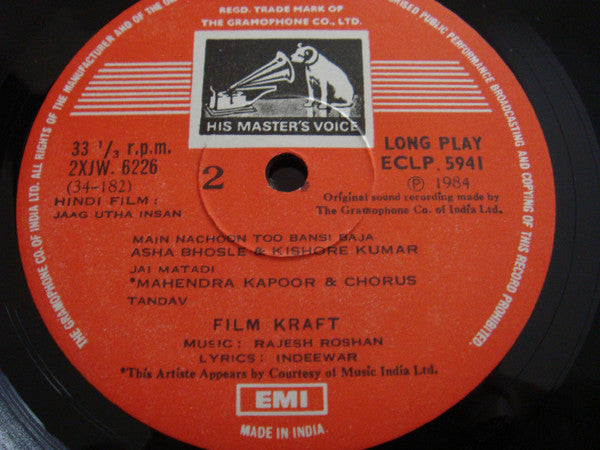 REGD. TRADE MARK OF
THE GRAMOPHONE CO., LTD.
HIS MASTER'S VOICE
33 1/3 r.p.m.
2XJW. 6226
(34-182)
HINDI FILM :
JAAG UTHA INSAN
2
LONG PLAY
ECLP. 5941
Ⓟ 1984
Original sound recording made by
The Gramophone Co. of India Ltd.
MAIN NACHOON TOO BANSI BAJA
ASHA BHOSLE & KISHORE KUMAR
JAI MATADI
*MAHENDRA KAPOOR & CHORUS
TANDAV
FILM KRAFT
MUSIC: RAJESH ROSHAN
LYRICS: INDEEWAR
*This Artiste Appears by Courtesy of Music India Ltd.
EMI
MADE IN INDIA.
THE GRAMOPHONE CO. OF INDIA LTD. ALL RIGHTS OF THE MANUFACTURER AND OF THE
PUBLIC PERFORMANCE BROADCASTING AND COPYING OF THIS RECORD PROHIBITED.